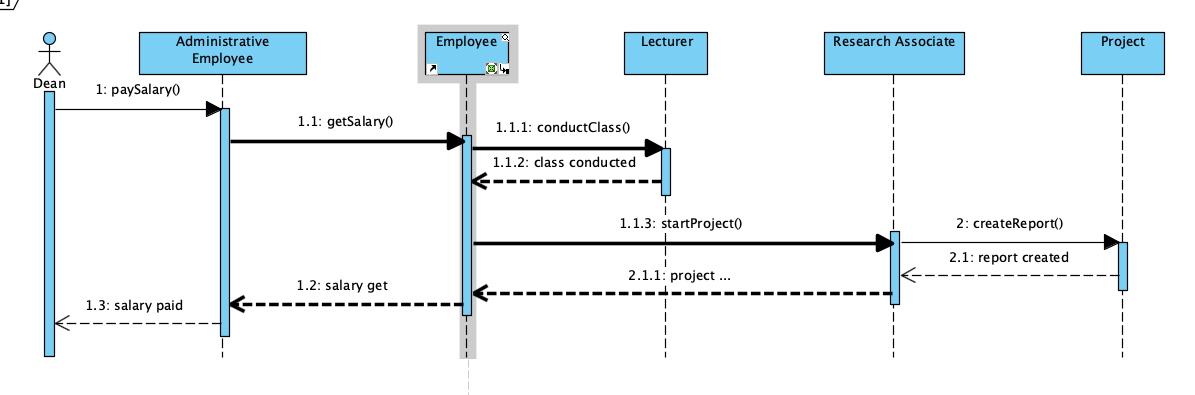 Administrative
Employee
Employee
Lecturer
Research Associate
Project
Dean
1: paySalary()
1.1: getSalary()
1.1.1: conductClass()
1.1.2: class conducted
1.1.3: startProject()
2: createReport()
2.1: report created
2.1.1: project ...
1.2: salary get
1.3: salary paid